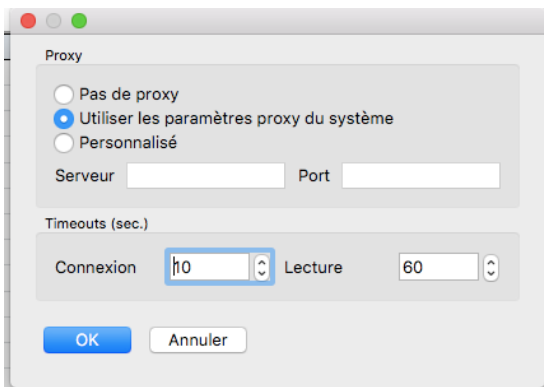 Proxy
Pas de proxy
Utiliser les paramètres proxy du système
Personnalisé
Serveur Port
Timeouts (sec.)
Connexion 10 Lecture 60
OK Annuler